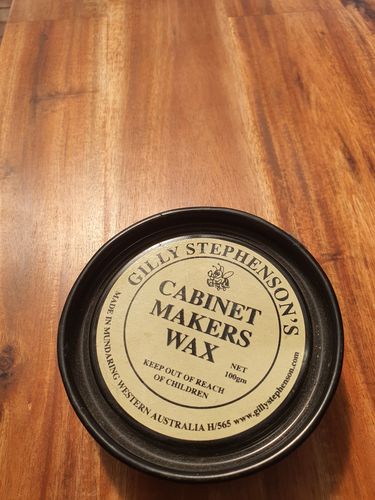 GILLY STEPHENSON'S
CABINET
MAKERS
WAX
NET
100gm
KEEP OUT OF REACH
OF CHILDREN
MADE IN MUNDARING WESTERN AUSTRALIA H/565 www.gillystephenson.com